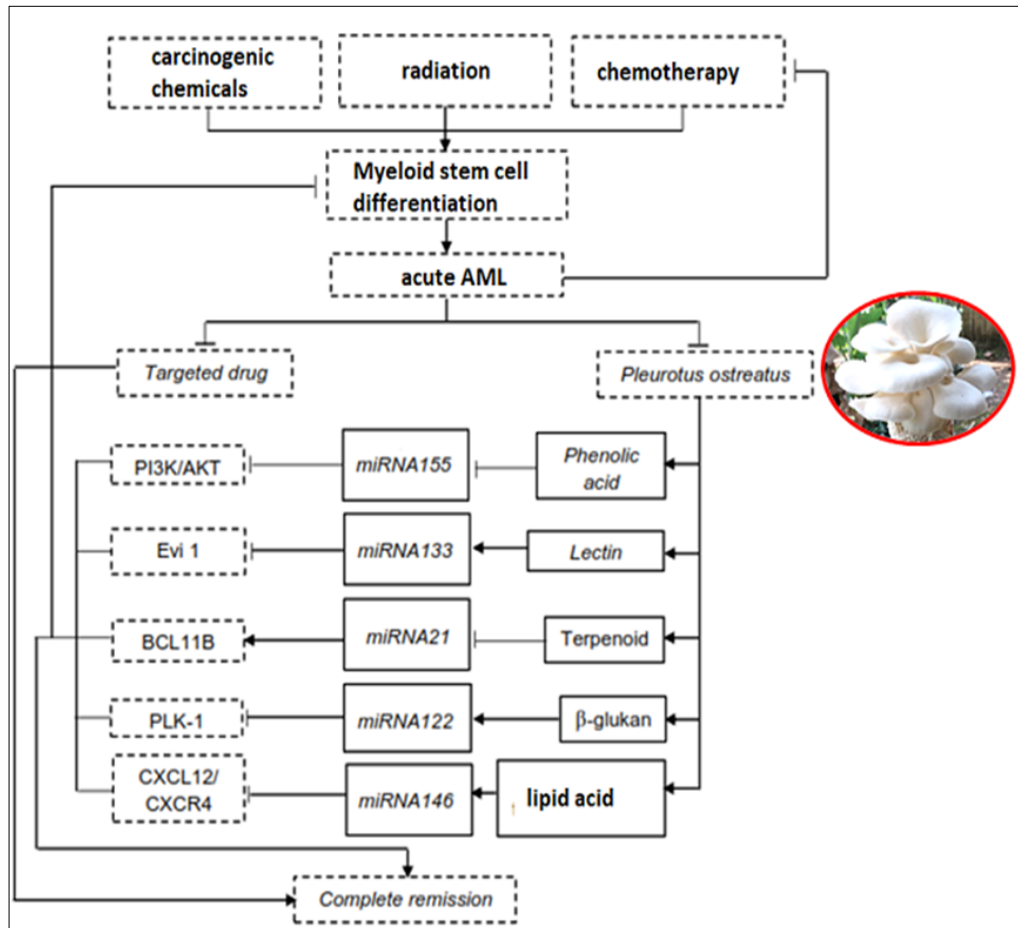 carcinogenic
chemicals
radiation
chemotherapy
Myeloid stem cell
differentiation
acute AML
Targeted drug
Pleurotus ostreatus
PI3K/AKT
miRNA155
Phenolic
acid
Evi 1
miRNA133
Lectin
BCL11B
miRNA21
Terpenoid
PLK-1
miRNA122
β-glukan
CXCL12/
CXCR4
miRNA146
lipid acid
Complete remission